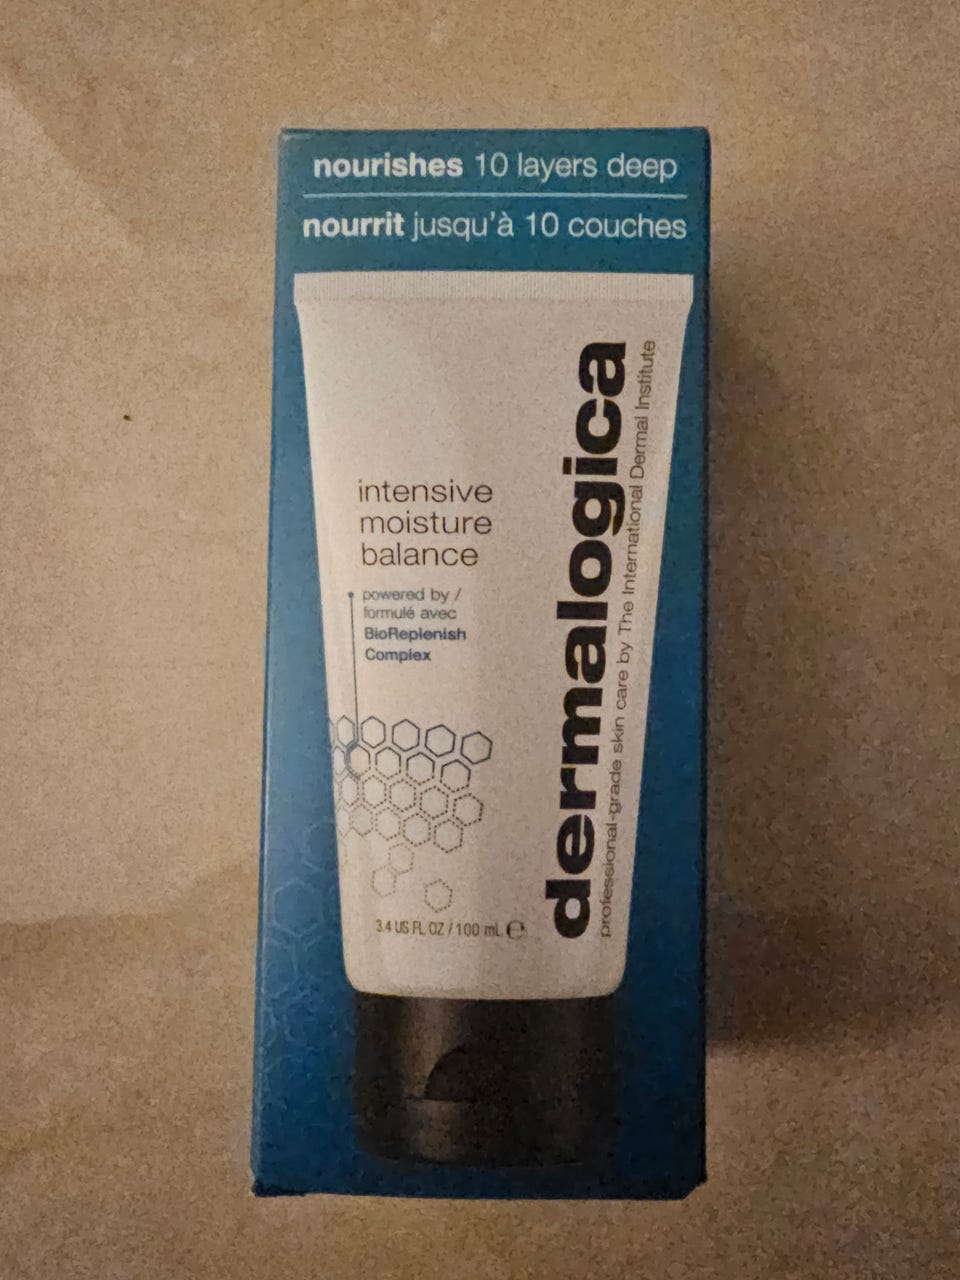 nourishes 10 layers deep
nourrit jusqu'à 10 couches
intensive
moisture
balance
powered by /
formulé avec
BioReplenish
Complex
3.4 US FL OZ / 100 mL ℮
dermalogica
professional-grade skin care by The International Dermal Institute